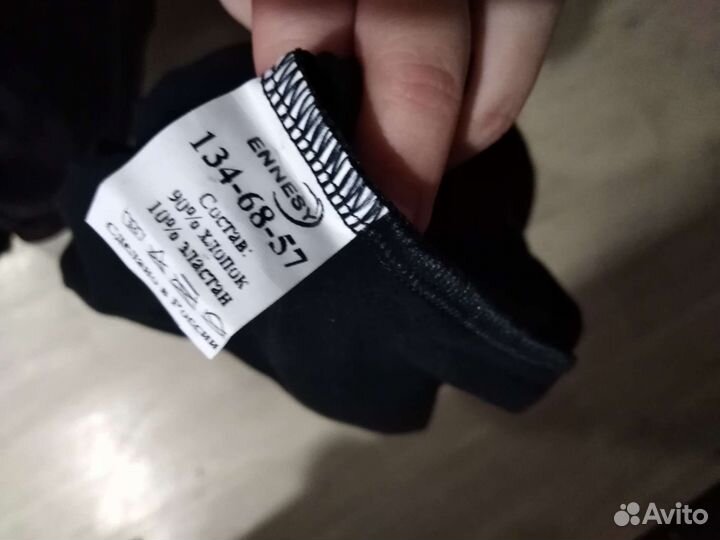 ENNESY
134-68-57
Состав:
90% хлопок
10% эластан
Сделано в России
Avito